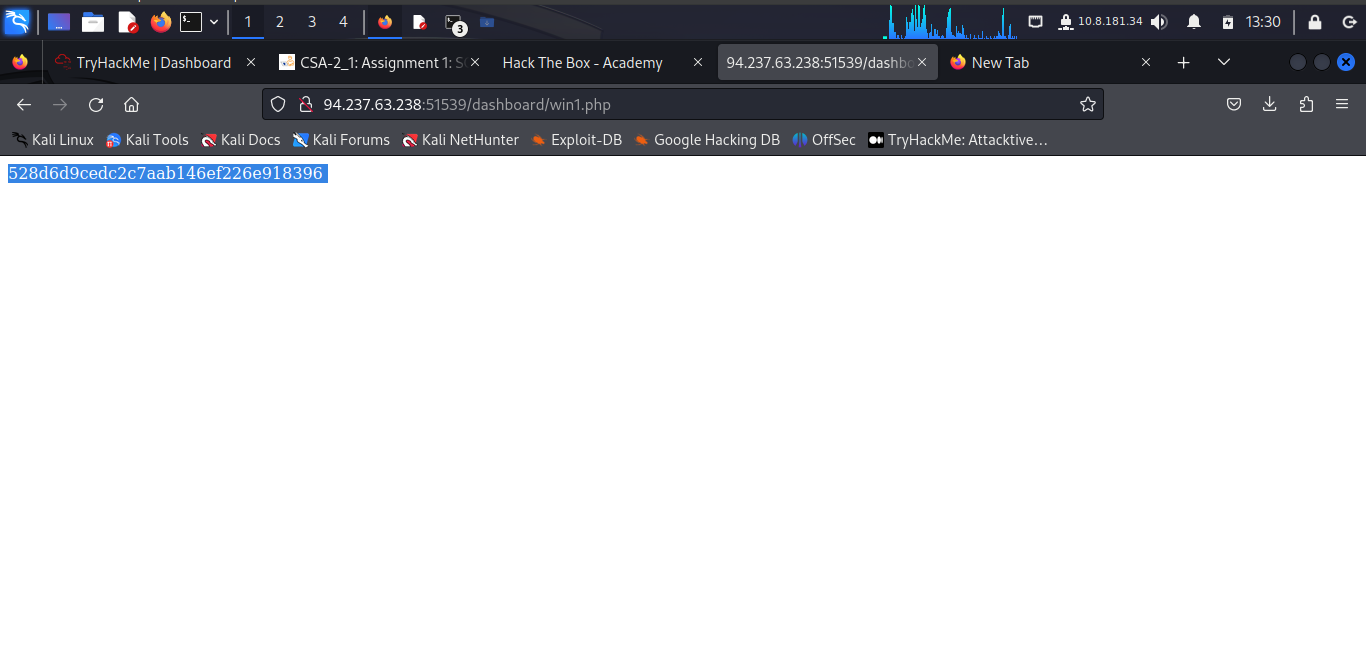 1 2 3 4 3 10.8.181.34 13:30
TryHackMe | Dashboard CSA-2_1: Assignment 1: S Hack The Box - Academy 94.237.63.238:51539/dashbo New Tab
94.237.63.238:51539/dashboard/win1.php
Kali Linux Kali Tools Kali Docs Kali Forums Kali NetHunter Exploit-DB Google Hacking DB OffSec TryHackMe: Attacktive…
528d6d9cedc2c7aab146ef226e918396